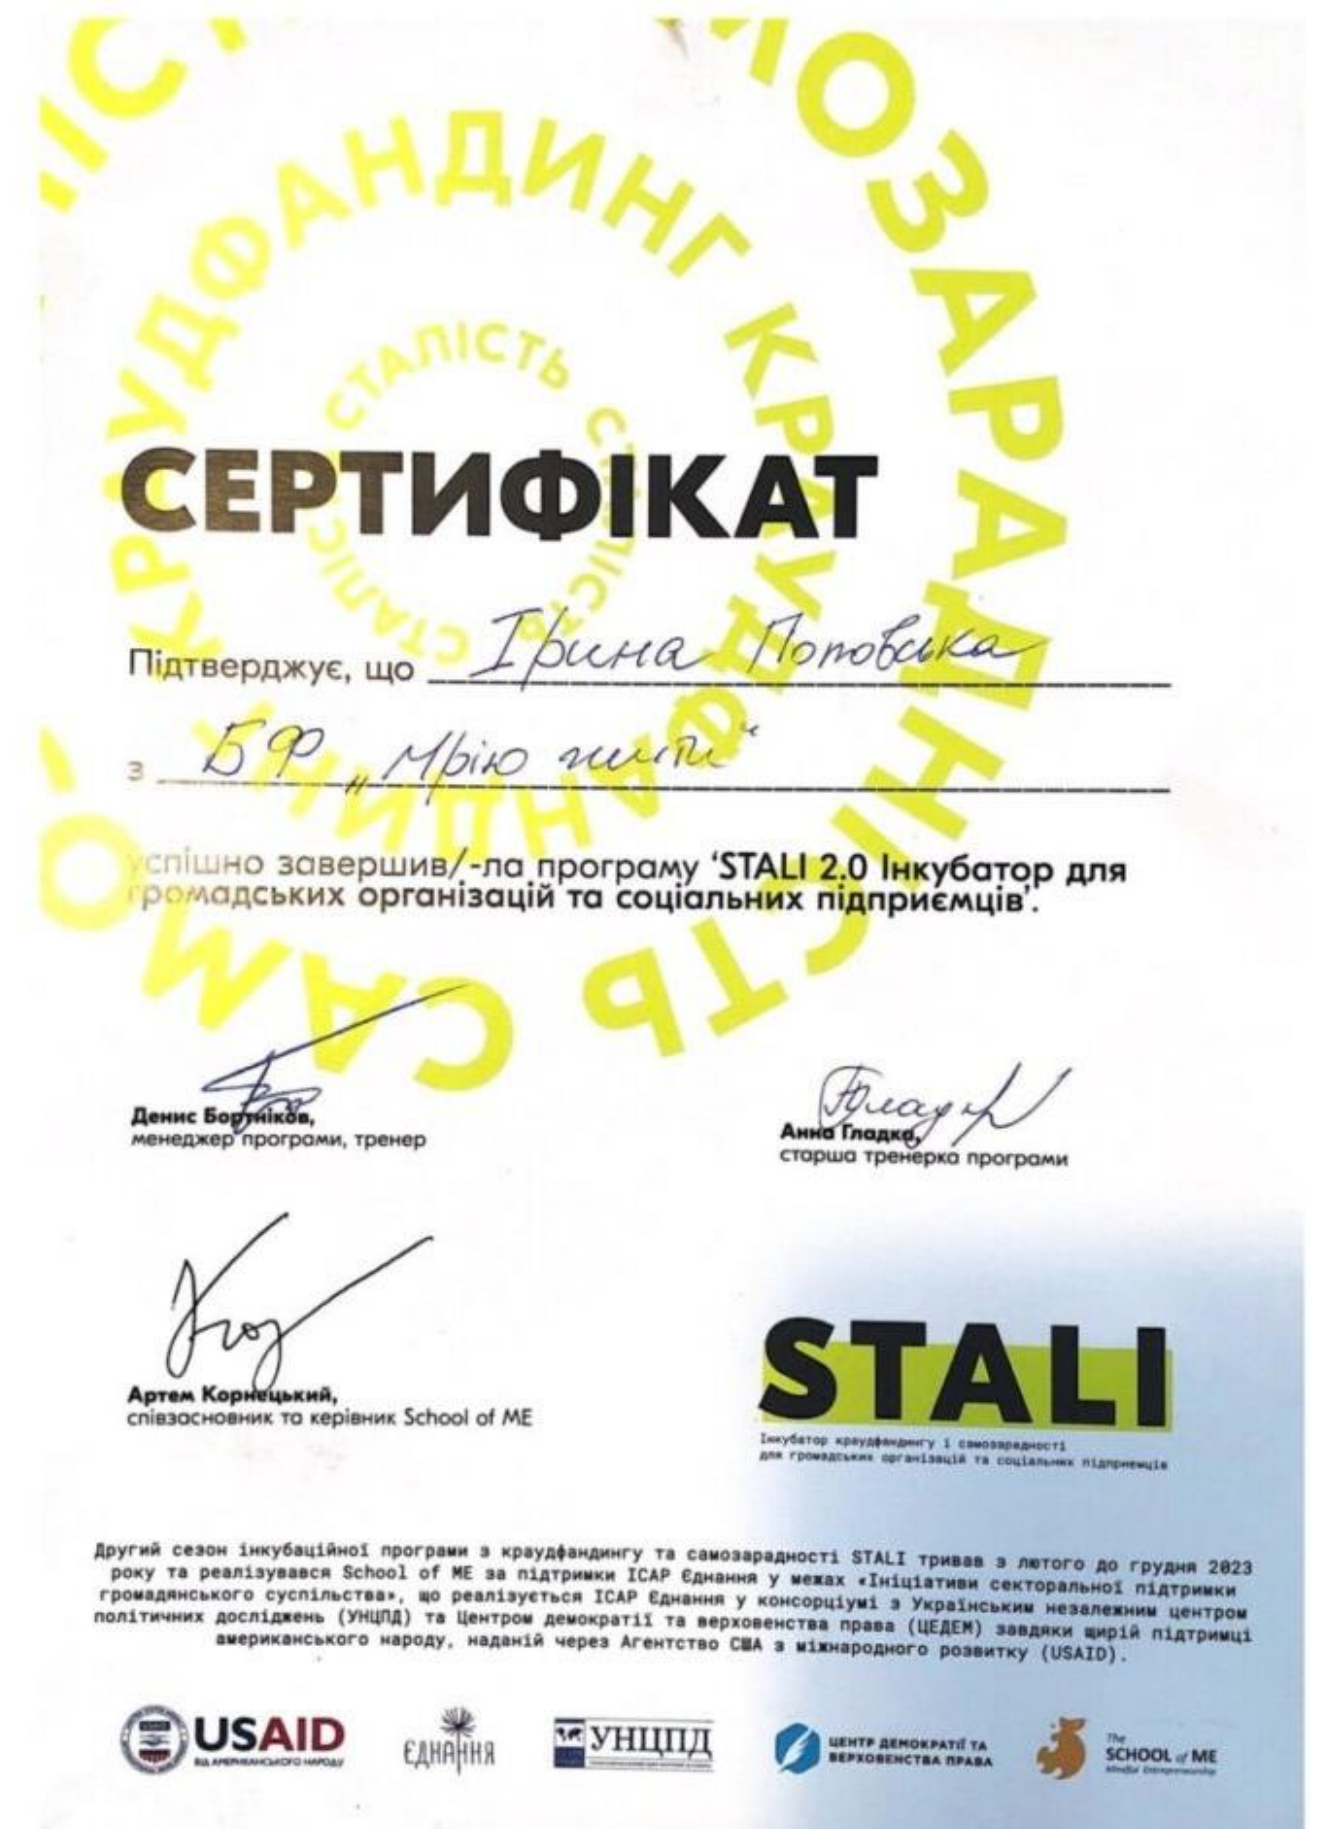 САМОЗАРАДНІСТЬ
КРАУДФАНДИНГ КРАУДФАНДИНГ
СТАЛІСТЬ СТАЛІСТЬ СТАЛІСТЬ
СЕРТИФІКАТ
Підтверджує, що Ірина Поповська
з БФ „Мрію жити“
успішно завершив/-ла програму ‘STALI 2.0 Інкубатор для
громадських організацій та соціальних підприємців’.
Денис Бортніков,
менеджер програми, тренер
Анна Гладка,
старша тренерка програми
Артем Корнецький,
співзасновник та керівник School of ME
STALI
Інкубатор краудфандингу і самозарадності
для громадських організацій та соціальних підприємців
Другий сезон інкубаційної програми з краудфандингу та самозарадності STALI тривав з лютого до грудня 2023
року та реалізувався School of ME за підтримки ІСАР Єднання у межах «Ініціативи секторальної підтримки
громадянського суспільства», що реалізується ІСАР Єднання у консорціумі з Українським незалежним центром
політичних досліджень (УНЦПД) та Центром демократії та верховенства права (ЦЕДЕМ) завдяки щирій підтримці
американського народу, наданій через Агентство США з міжнародного розвитку (USAID).
USAID
ВІД АМЕРИКАНСЬКОГО НАРОДУ
ЄДНАННЯ
УНЦПД
ЦЕНТР ДЕМОКРАТІЇ ТА
ВЕРХОВЕНСТВА ПРАВА
The
SCHOOL of ME
Mindful Entrepreneurship